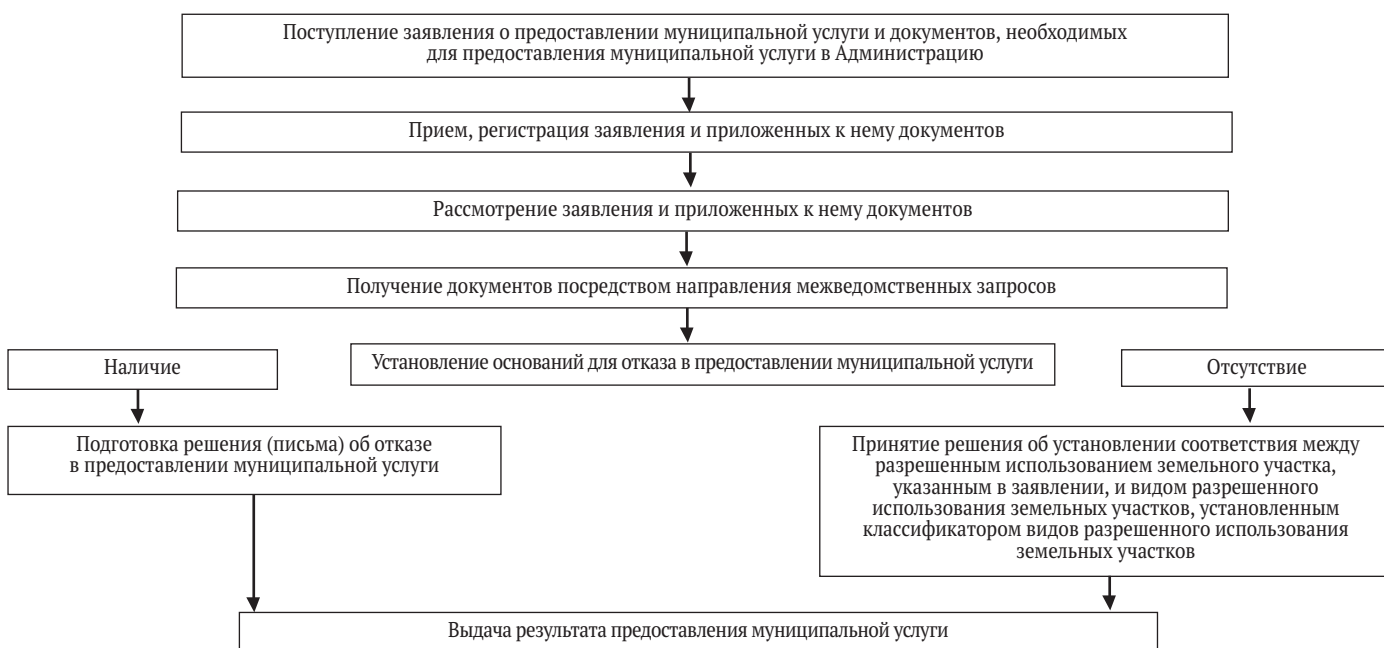 Поступление заявления о предоставлении муниципальной услуги и документов, необходимых
для предоставления муниципальной услуги в Администрацию
Прием, регистрация заявления и приложенных к нему документов
Рассмотрение заявления и приложенных к нему документов
Получение документов посредством направления межведомственных запросов
Наличие
Установление оснований для отказа в предоставлении муниципальной услуги
Отсутствие
Подготовка решения (письма) об отказе
в предоставлении муниципальной услуги
Принятие решения об установлении соответствия между
разрешенным использованием земельного участка,
указанным в заявлении, и видом разрешенного
использования земельных участков, установленным
классификатором видов разрешенного использования
земельных участков
Выдача результата предоставления муниципальной услуги